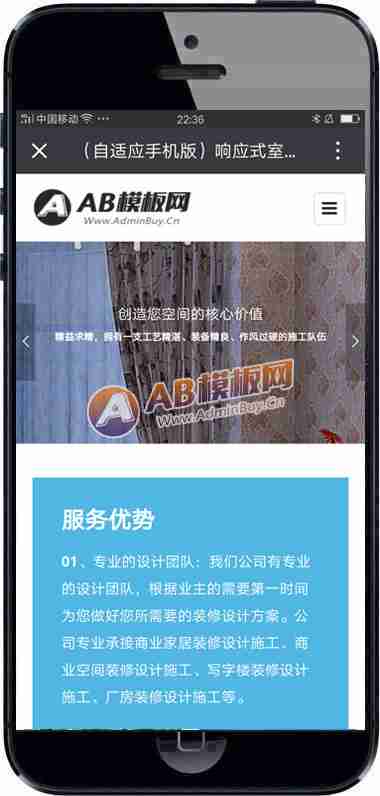 中国移动 22:36
（自适应手机版）响应式室...
AB模板网
Www.AdminBuy.Cn
创造您空间的核心价值
精益求精，拥有一支工艺精湛、装备精良、作风过硬的施工队伍
AB模板网
Www.AdminBuy.Cn
服务优势
01、专业的设计团队：我们公司有专业
的设计团队，根据业主的需要第一时间
为您做好您所需要的装修设计方案。公
司专业承接商业家居装修设计施工、商
业空间装修设计施工、写字楼装修设计
施工、厂房装修设计施工等。